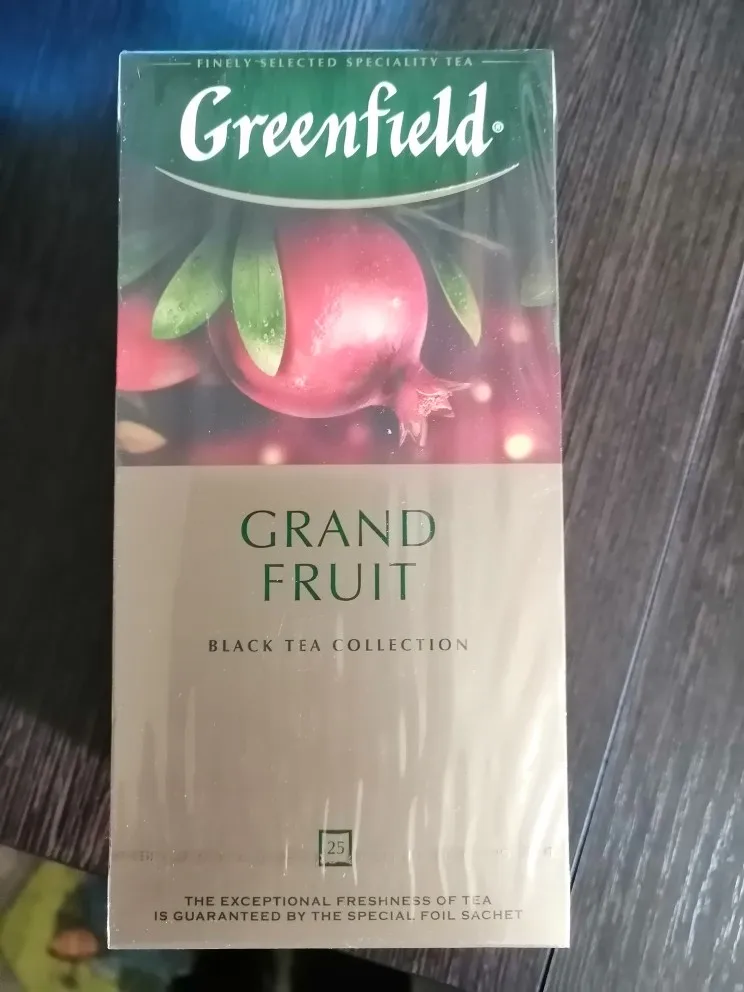 FINELY SELECTED SPECIALITY TEA
Greenfield®
GRAND
FRUIT
BLACK TEA COLLECTION
25
THE EXCEPTIONAL FRESHNESS OF TEA
IS GUARANTEED BY THE SPECIAL FOIL SACHET